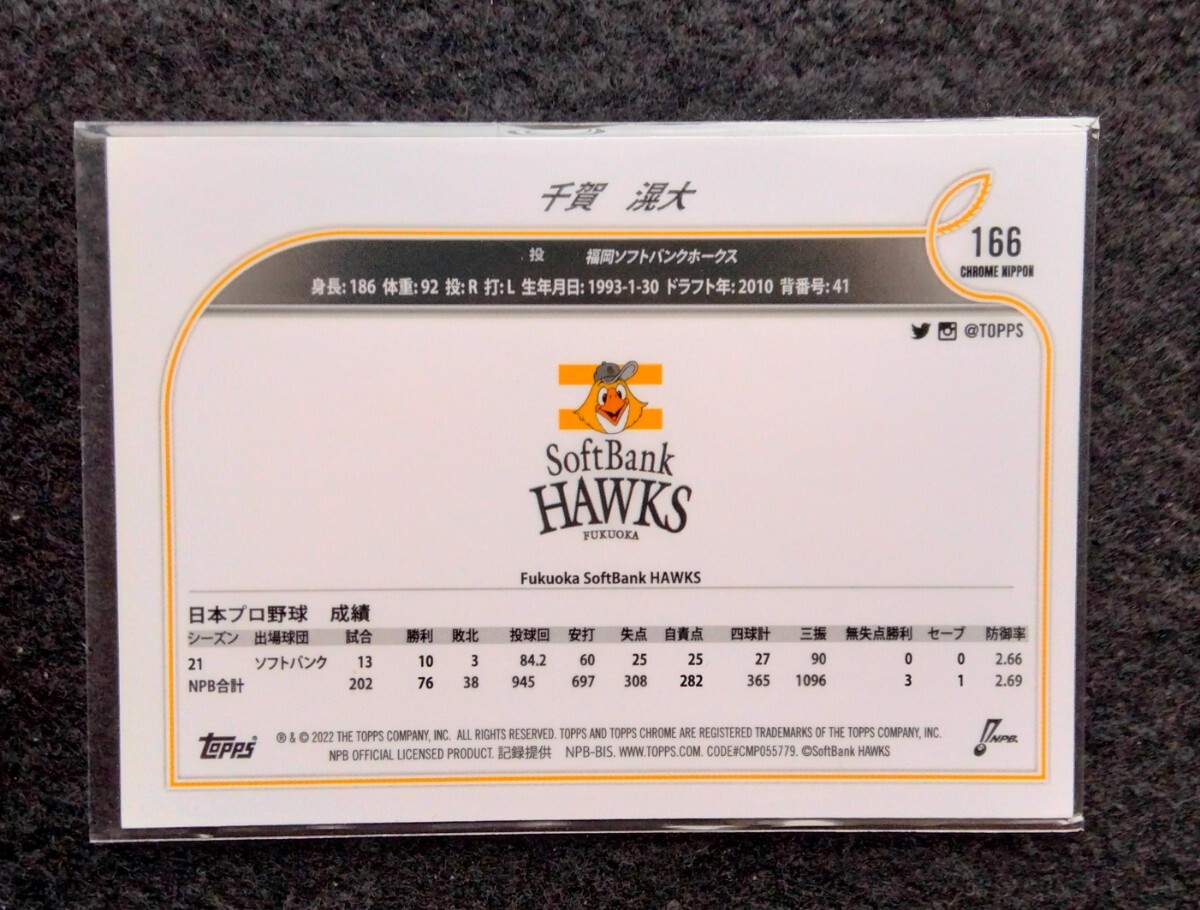 千賀 滉大
166
CHROME NIPPON
投 福岡ソフトバンクホークス
身長: 186 体重: 92 投: R 打: L 生年月日: 1993-1-30 ドラフト年: 2010 背番号: 41
@TOPPS
SoftBank
HAWKS
FUKUOKA
Fukuoka SoftBank HAWKS
日本プロ野球 成績
シーズン 出場球団 試合 勝利 敗北 投球回 安打 失点 自責点 四球計 三振 無失点勝利 セーブ 防御率
21 ソフトバンク 13 10 3 84.2 60 25 25 27 90 0 0 2.66
NPB合計 202 76 38 945 697 308 282 365 1096 3 1 2.69
topps ® & © 2022 THE TOPPS COMPANY, INC. ALL RIGHTS RESERVED. TOPPS AND TOPPS CHROME ARE REGISTERED TRADEMARKS OF THE TOPPS COMPANY, INC. NPB.
NPB OFFICIAL LICENSED PRODUCT. 記録提供 NPB-BIS. WWW.TOPPS.COM. CODE#CMP055779. ©SoftBank HAWKS